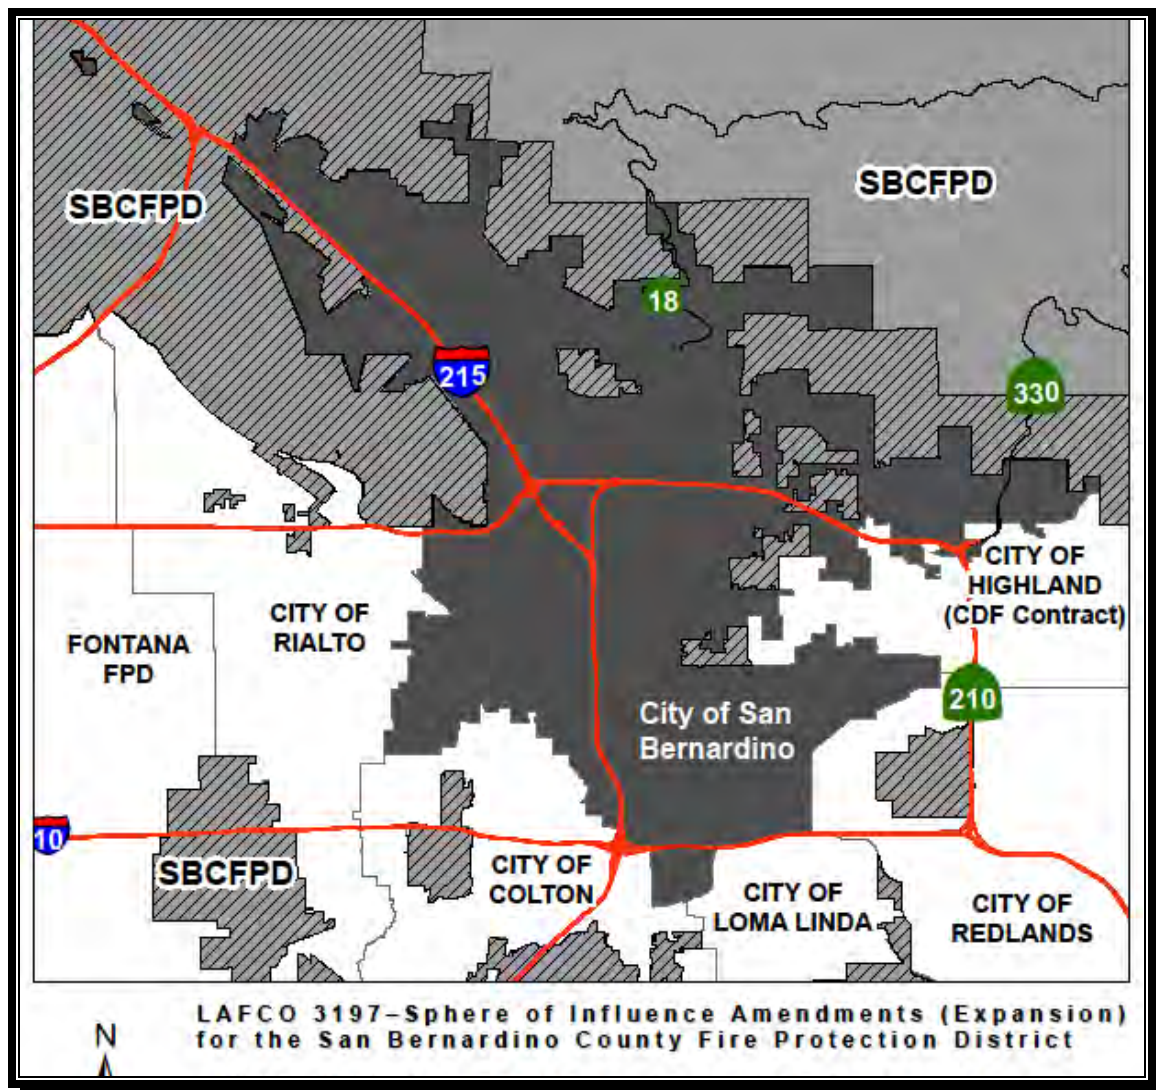 SBCFPD
SBCFPD
18
215
330
CITY OF
HIGHLAND
(CDF Contract)
CITY OF
RIALTO
FONTANA
FPD
210
City of San
Bernardino
10
SBCFPD
CITY OF
COLTON
CITY OF
LOMA LINDA
CITY OF
REDLANDS
N
LAFCO 3197–Sphere of Influence Amendments (Expansion)
for the San Bernardino County Fire Protection District